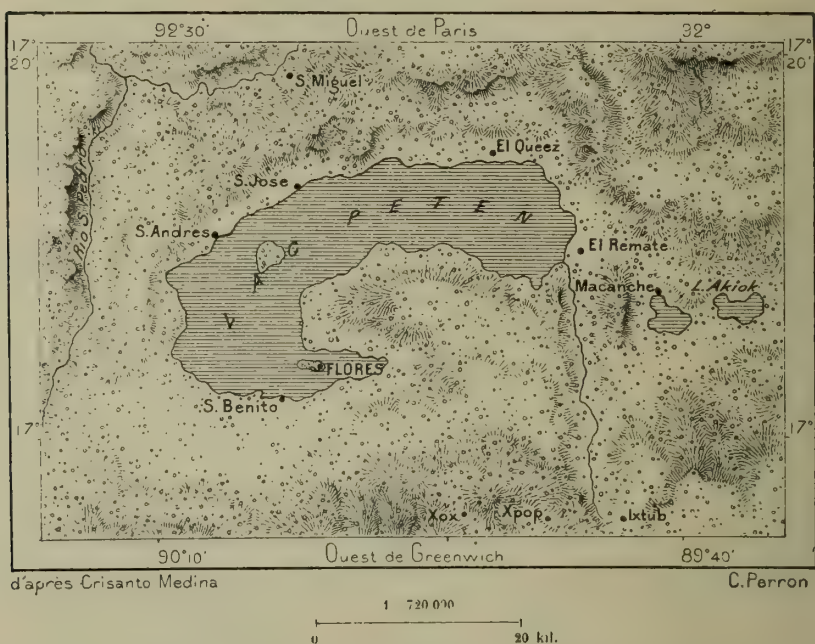 92°30' Ouest de Paris 32°
17° 20' 17° 20'
S. Miguel
Rio S. Pedro
El Queez
S. Jose
P E T E N
S. Andres
G
El Remate
A
Macanche L. Akiok
V
FLORES
S. Benito
17° 17°
Xox Xpop Ixtub
90°10' Ouest de Greenwich 89°40'
d'après Crisanto Medina C. Perron
1 720 000
0 20 kil.